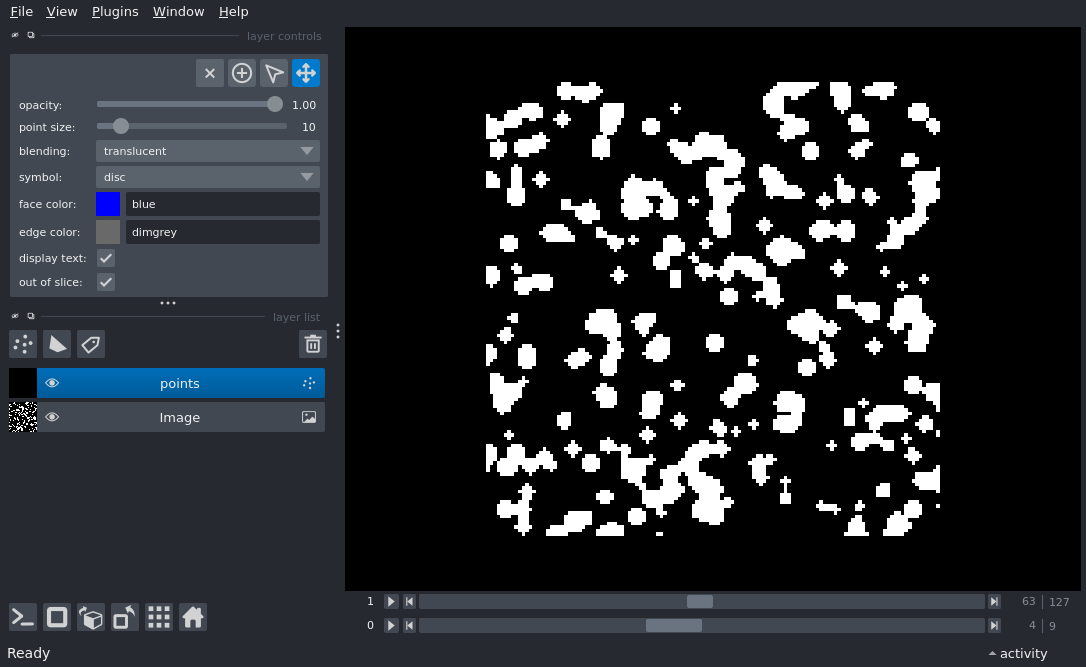 File View Plugins Window Help
layer controls
opacity: 1.00
point size: 10
blending: translucent
symbol: disc
face color: blue
edge color: dimgrey
display text:
out of slice:
layer list
points
Image
1 63 127
0 4 9
Ready activity